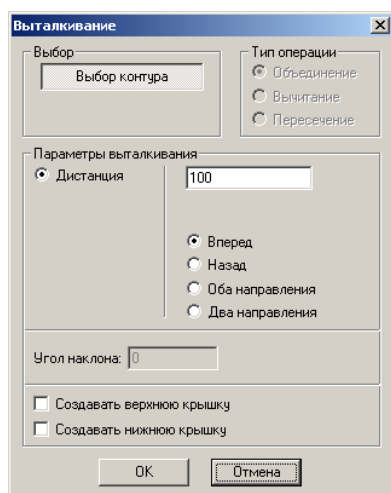 Выталкивание
Выбор
Выбор контура
Тип операции
Объединение
Вычитание
Пересечение
Параметры выталкивания
Дистанция
100
Вперед
Назад
Оба направления
Два направления
Угол наклона: 0
Создавать верхнюю крышку
Создавать нижнюю крышку
OK
Отмена